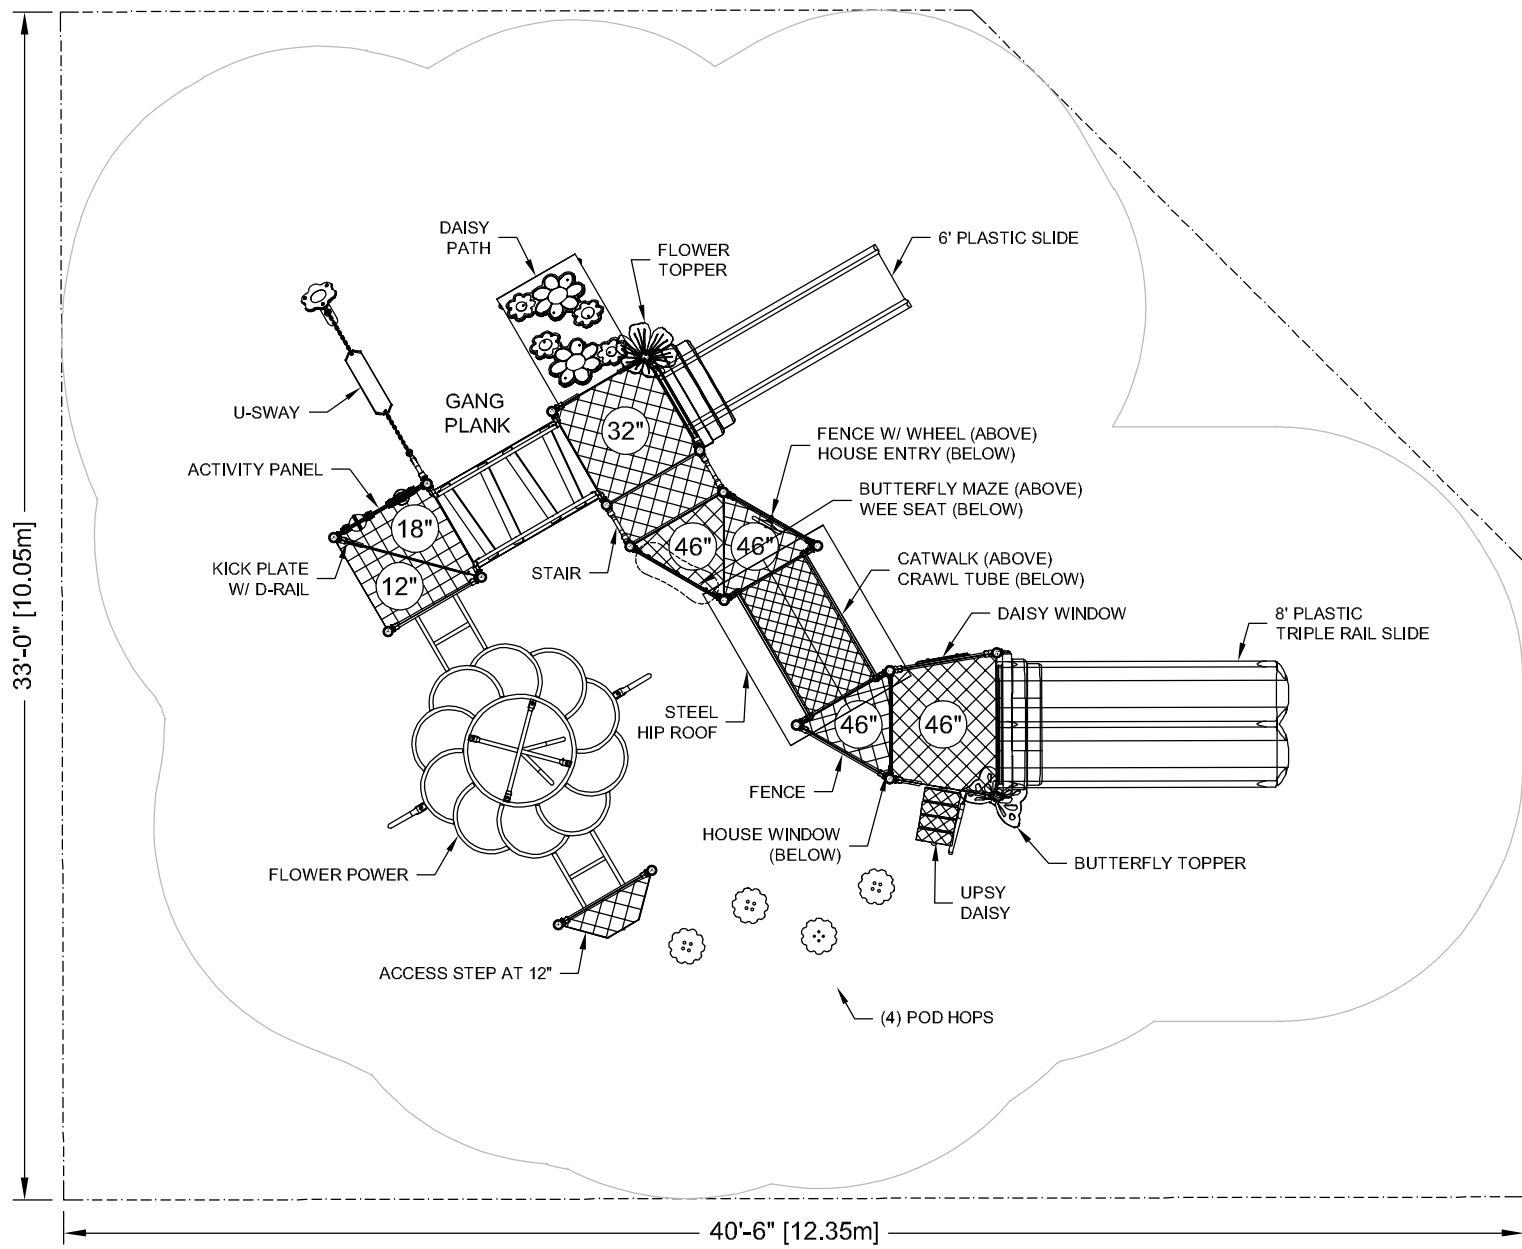 DAISY
PATH
FLOWER
TOPPER
6' PLASTIC SLIDE
U-SWAY
GANG
PLANK
32"
FENCE W/ WHEEL (ABOVE)
HOUSE ENTRY (BELOW)
ACTIVITY PANEL
BUTTERFLY MAZE (ABOVE)
WEE SEAT (BELOW)
18"
46"
46"
KICK PLATE
W/ D-RAIL
12"
STAIR
CATWALK (ABOVE)
CRAWL TUBE (BELOW)
DAISY WINDOW
8' PLASTIC
TRIPLE RAIL SLIDE
33'-0" [10.05m]
STEEL
HIP ROOF
46"
46"
FENCE
HOUSE WINDOW
(BELOW)
BUTTERFLY TOPPER
FLOWER POWER
UPSY
DAISY
ACCESS STEP AT 12"
(4) POD HOPS
40'-6" [12.35m]